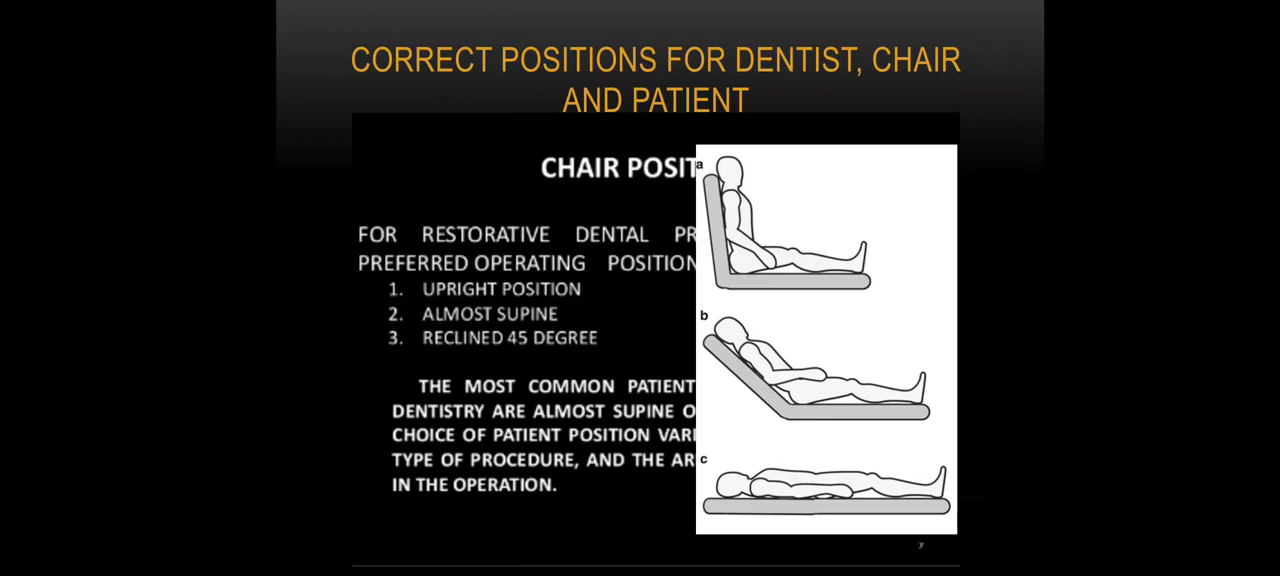 CORRECT POSITIONS FOR DENTIST, CHAIR
AND PATIENT
CHAIR POSIT
FOR RESTORATIVE DENTAL PR
PREFERRED OPERATING POSITION
1. UPRIGHT POSITION
2. ALMOST SUPINE
3. RECLINED 45 DEGREE
THE MOST COMMON PATIENT
DENTISTRY ARE ALMOST SUPINE O
CHOICE OF PATIENT POSITION VARI
TYPE OF PROCEDURE, AND THE AR
IN THE OPERATION.
a
b
c
7